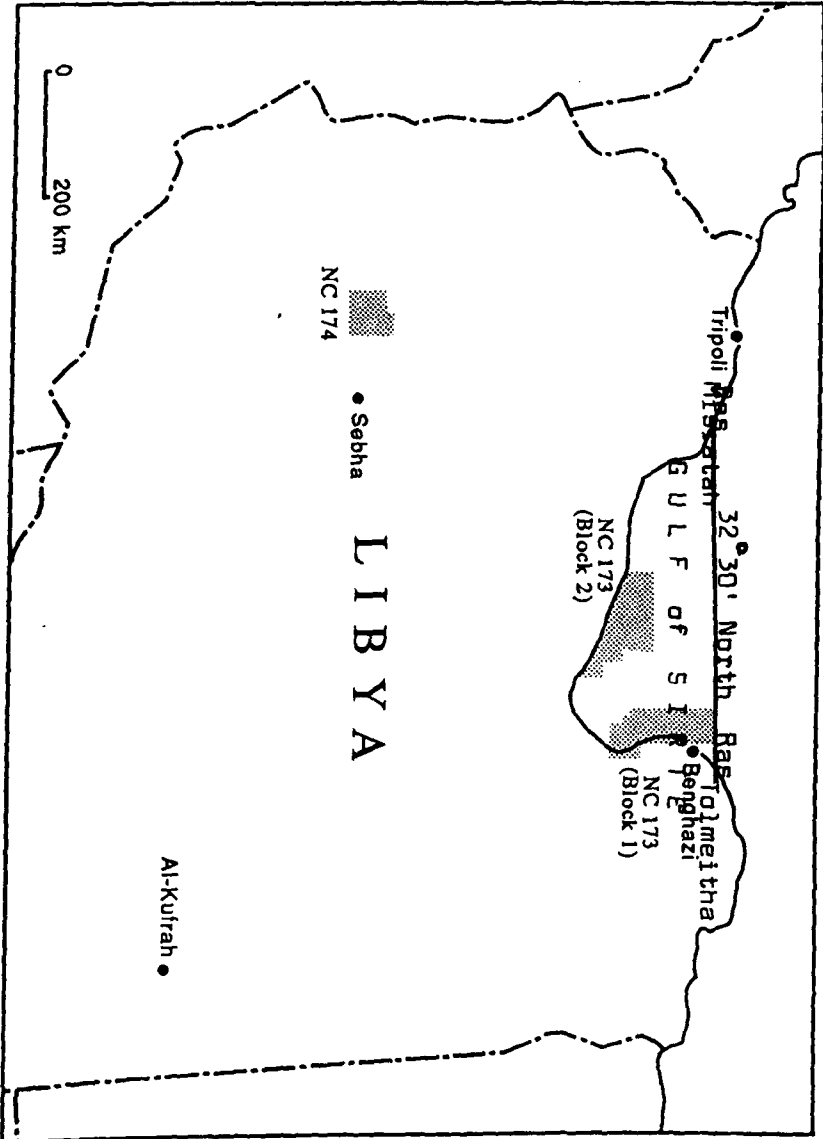 Tripoli
Ras
Misratah
32° 30' North
Ras
Tolmeitha
GULF of SIRTE
Benghazi
NC 173
(Block 2)
NC 173
(Block 1)
NC 174
Sebha
LIBYA
Al-Kufrah
0
200 km